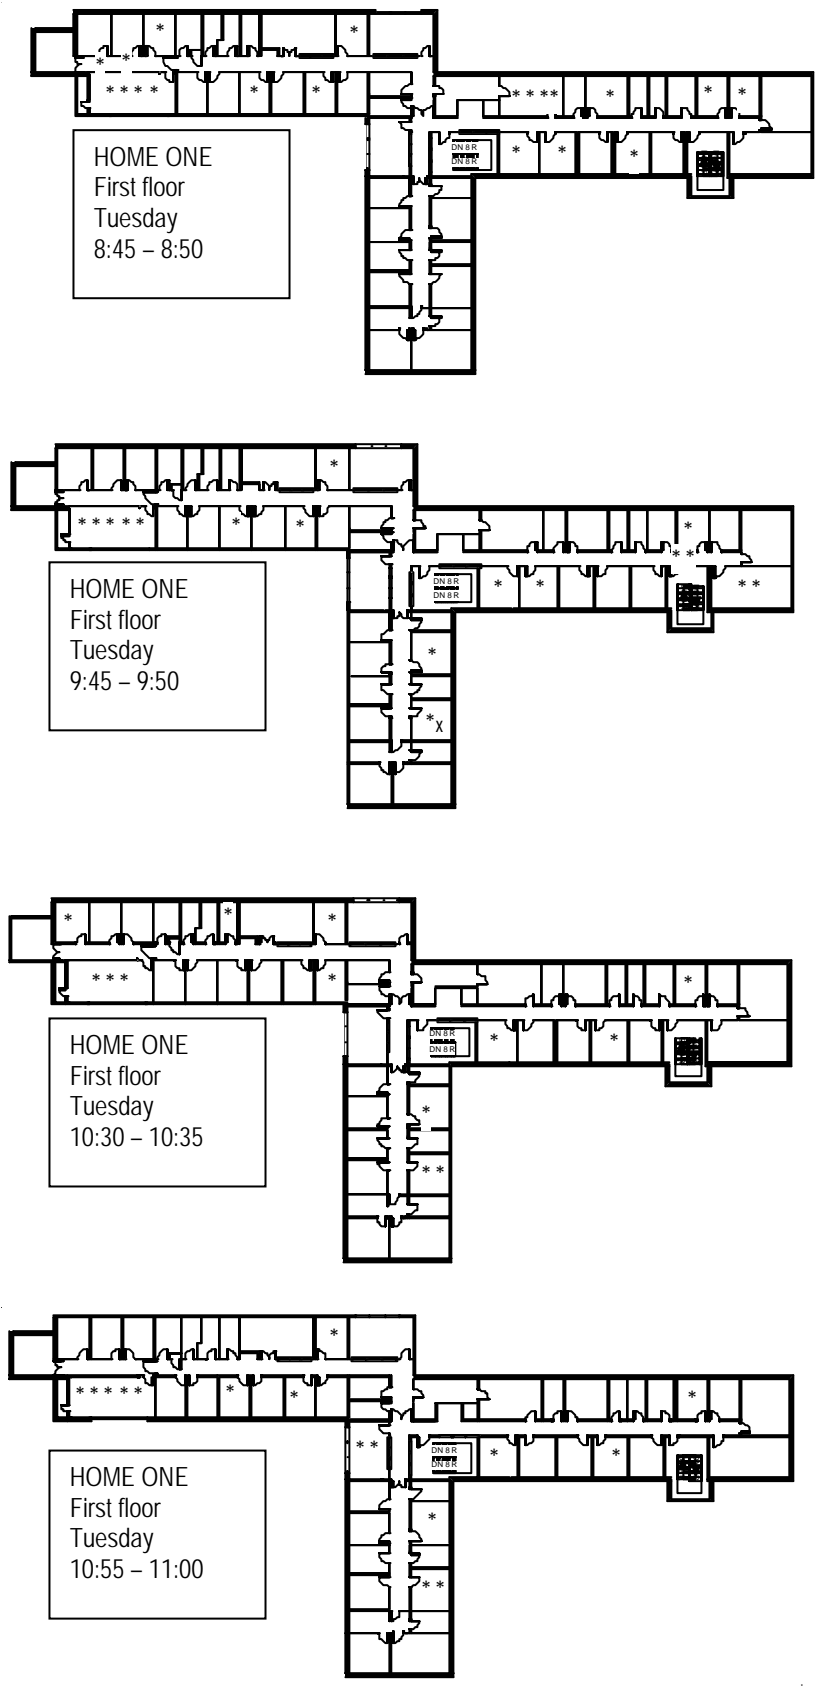 * *
* *
* * * * * *
* * * * * * *
DN 8 R
DN 8 R
* * *
HOME ONE
First floor
Tuesday
8:45 – 8:50
*
* * * * * * *
*
* *
DN 8 R
DN 8 R
* * * *
HOME ONE
First floor
Tuesday
9:45 – 9:50
*
* X
* * *
* * * *
*
DN 8 R
DN 8 R
* *
HOME ONE
First floor
Tuesday
10:30 – 10:35
*
* *
*
* * * * * * *
*
* *
DN 8 R
DN 8 R
* *
HOME ONE
First floor
Tuesday
10:55 – 11:00
*
* *